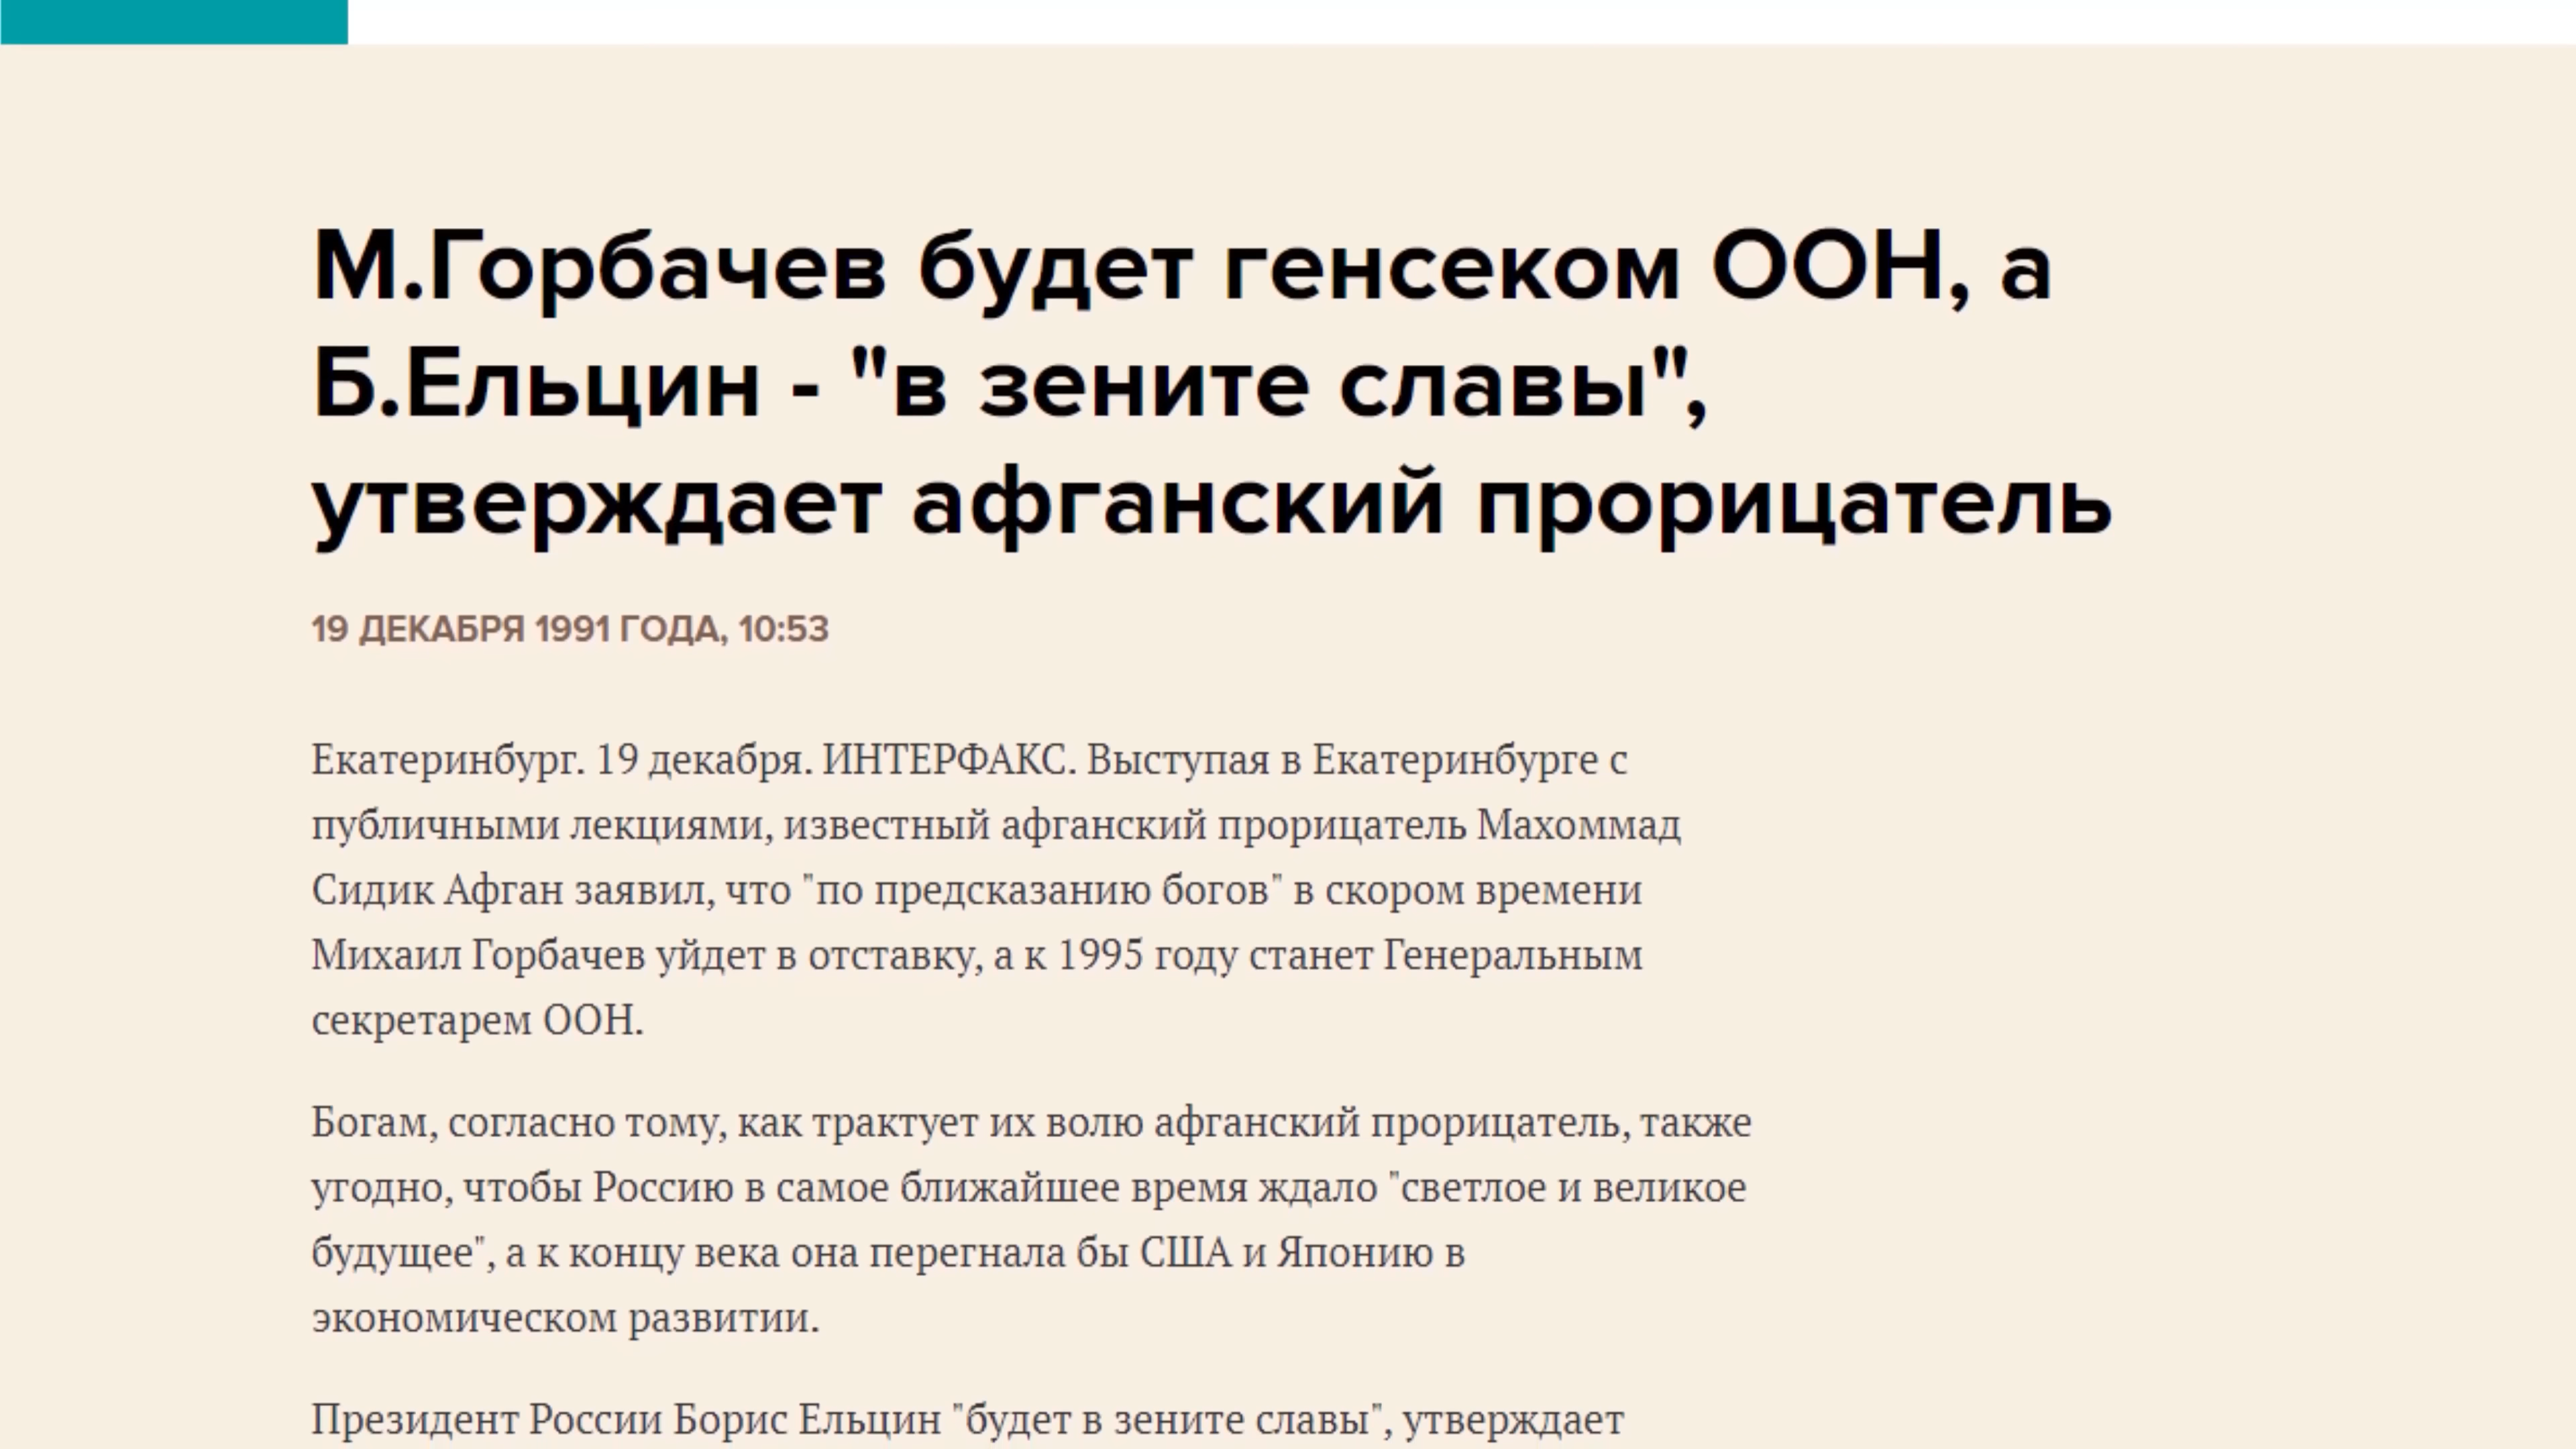 М.Горбачев будет генсеком ООН, а
Б.Ельцин - "в зените славы",
утверждает афганский прорицатель
19 ДЕКАБРЯ 1991 ГОДА, 10:53
Екатеринбург. 19 декабря. ИНТЕРФАКС. Выступая в Екатеринбурге с
публичными лекциями, известный афганский прорицатель Махоммад
Сидик Афган заявил, что "по предсказанию богов" в скором времени
Михаил Горбачев уйдет в отставку, а к 1995 году станет Генеральным
секретарем ООН.
Богам, согласно тому, как трактует их волю афганский прорицатель, также
угодно, чтобы Россию в самое ближайшее время ждало "светлое и великое
будущее", а к концу века она перегнала бы США и Японию в
экономическом развитии.
Президент России Борис Ельцин "будет в зените славы", утверждает